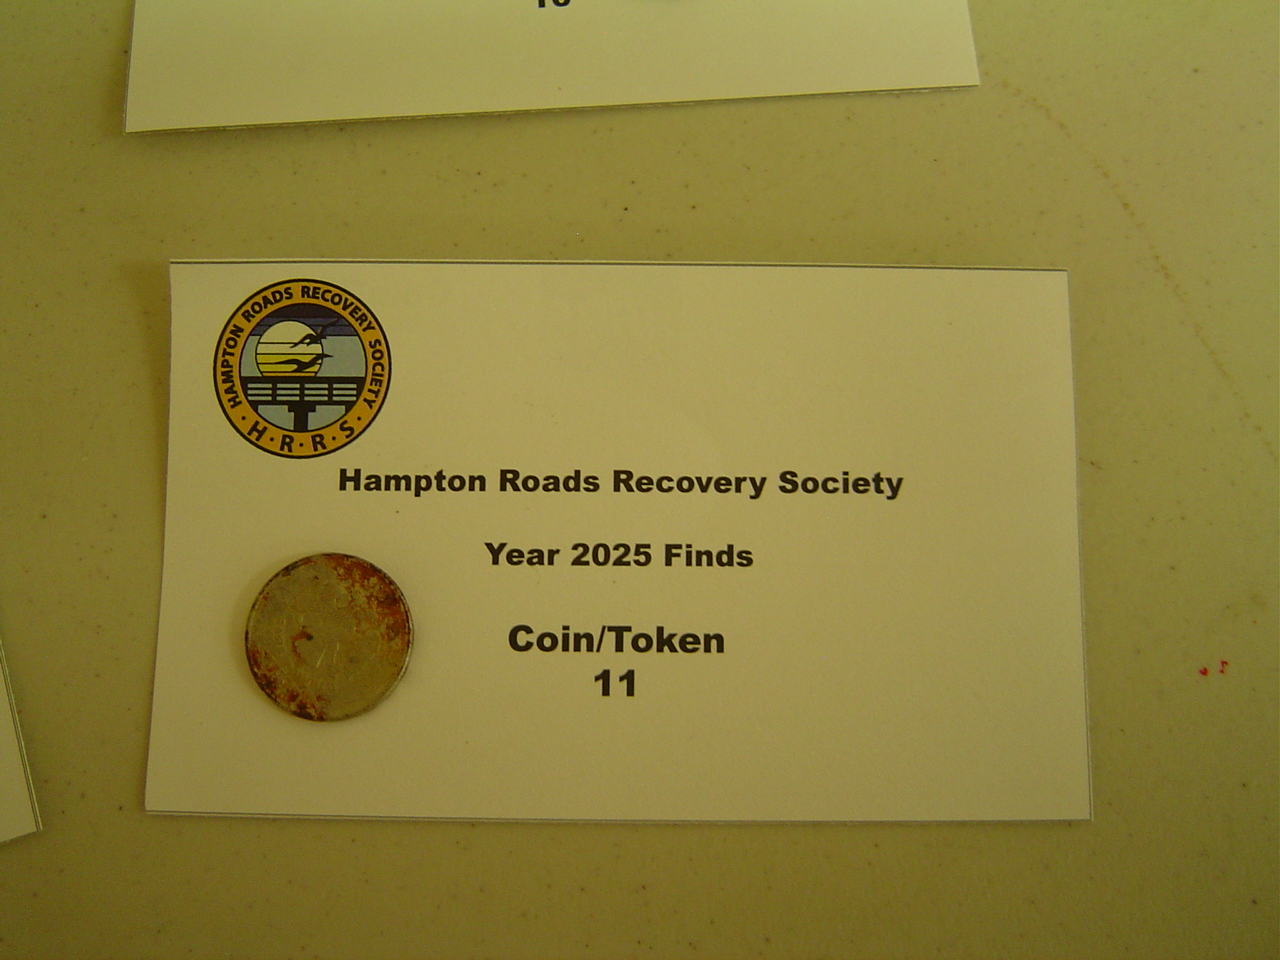 HAMPTON ROADS RECOVERY SOCIETY
· H · R · R · S ·
Hampton Roads Recovery Society
Year 2025 Finds
Coin/Token
11